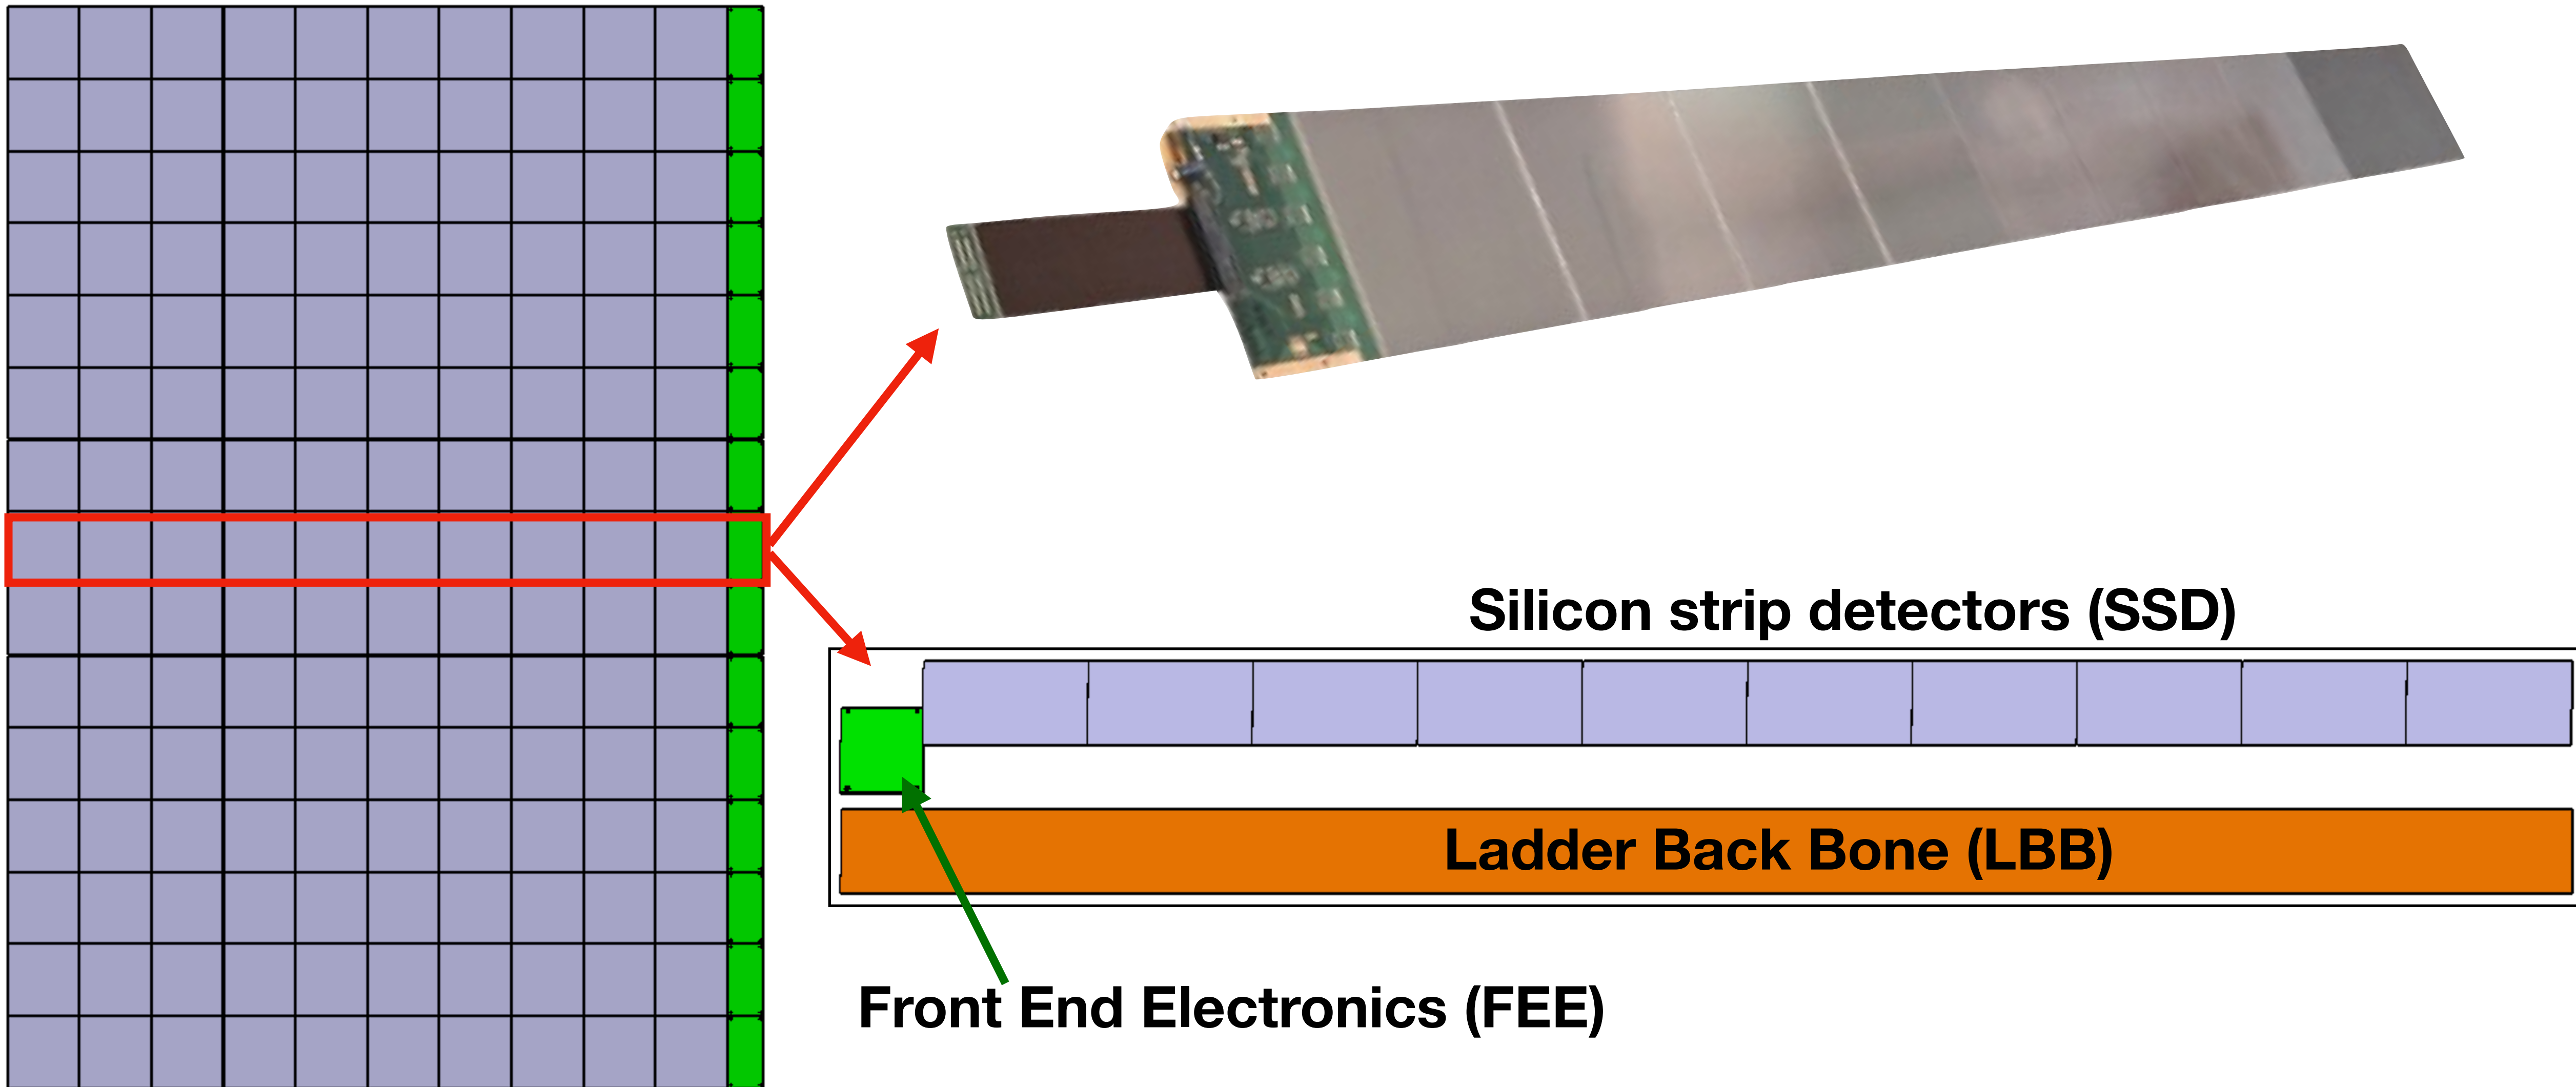 Silicon strip detectors (SSD)
Ladder Back Bone (LBB)
Front End Electronics (FEE)